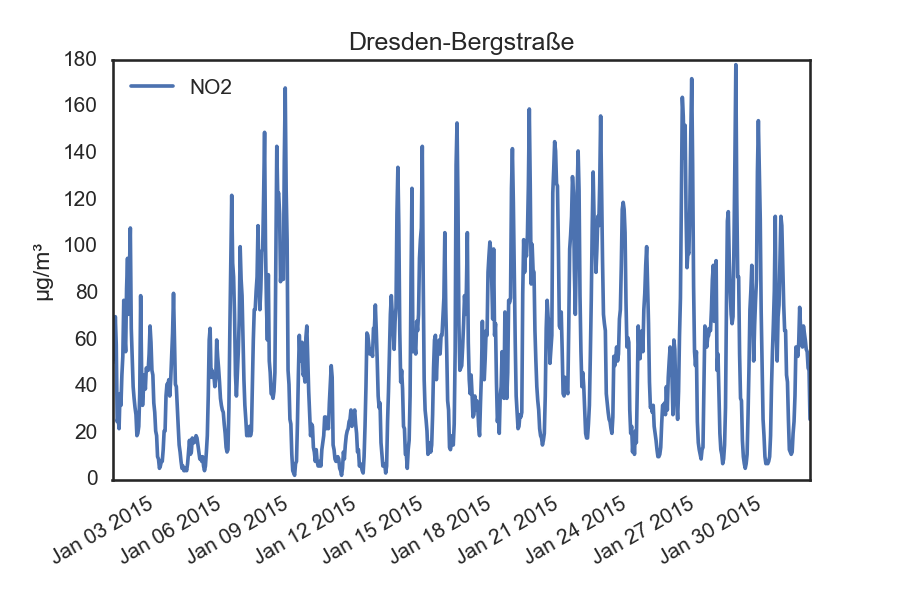 Dresden-Bergstraße
180
160
140
120
100
80
60
40
20
0
µg/m³
NO2
Jan 03 2015
Jan 06 2015
Jan 09 2015
Jan 12 2015
Jan 15 2015
Jan 18 2015
Jan 21 2015
Jan 24 2015
Jan 27 2015
Jan 30 2015